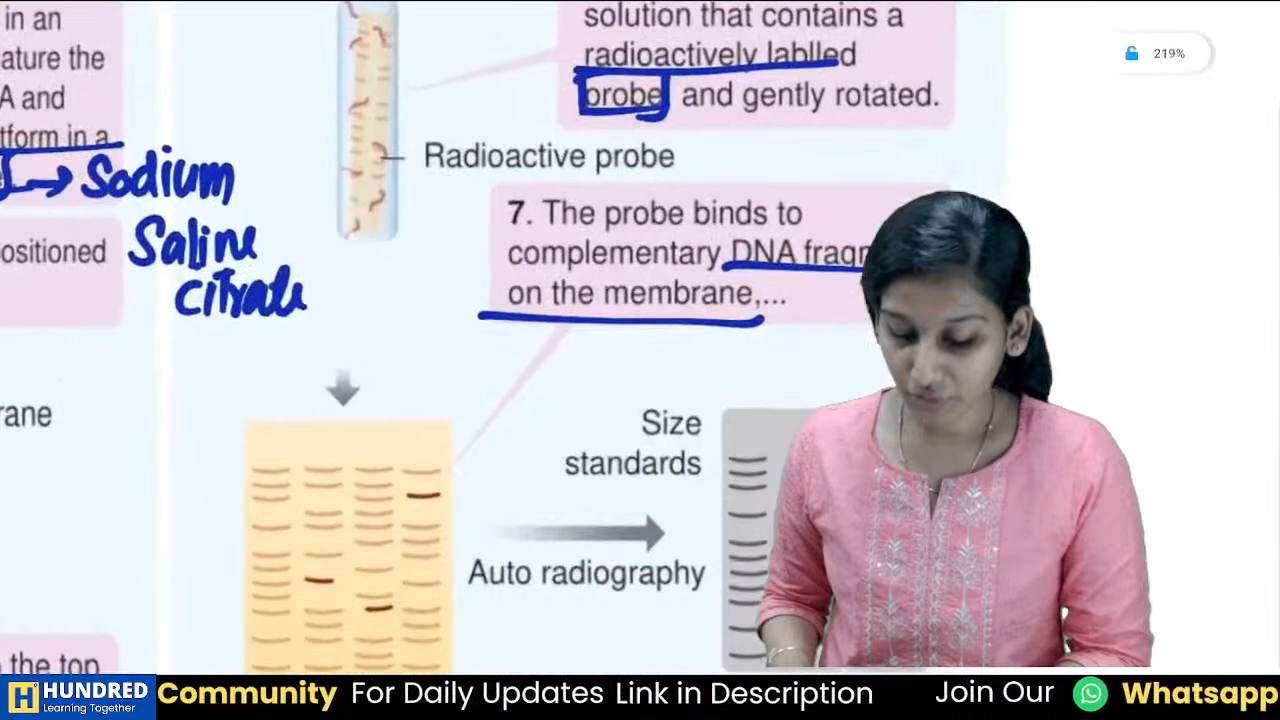 in an
ature the
A and
tform in a
Sodium
Saline
citrate
ositioned
rane
the top
solution that contains a
radioactively lablled
probe and gently rotated.
Radioactive probe
7. The probe binds to
complementary DNA fragr
on the membrane,...
Size
standards
Auto radiography
219%
H HUNDRED
Learning Together
Community For Daily Updates Link in Description Join Our Whatsapp